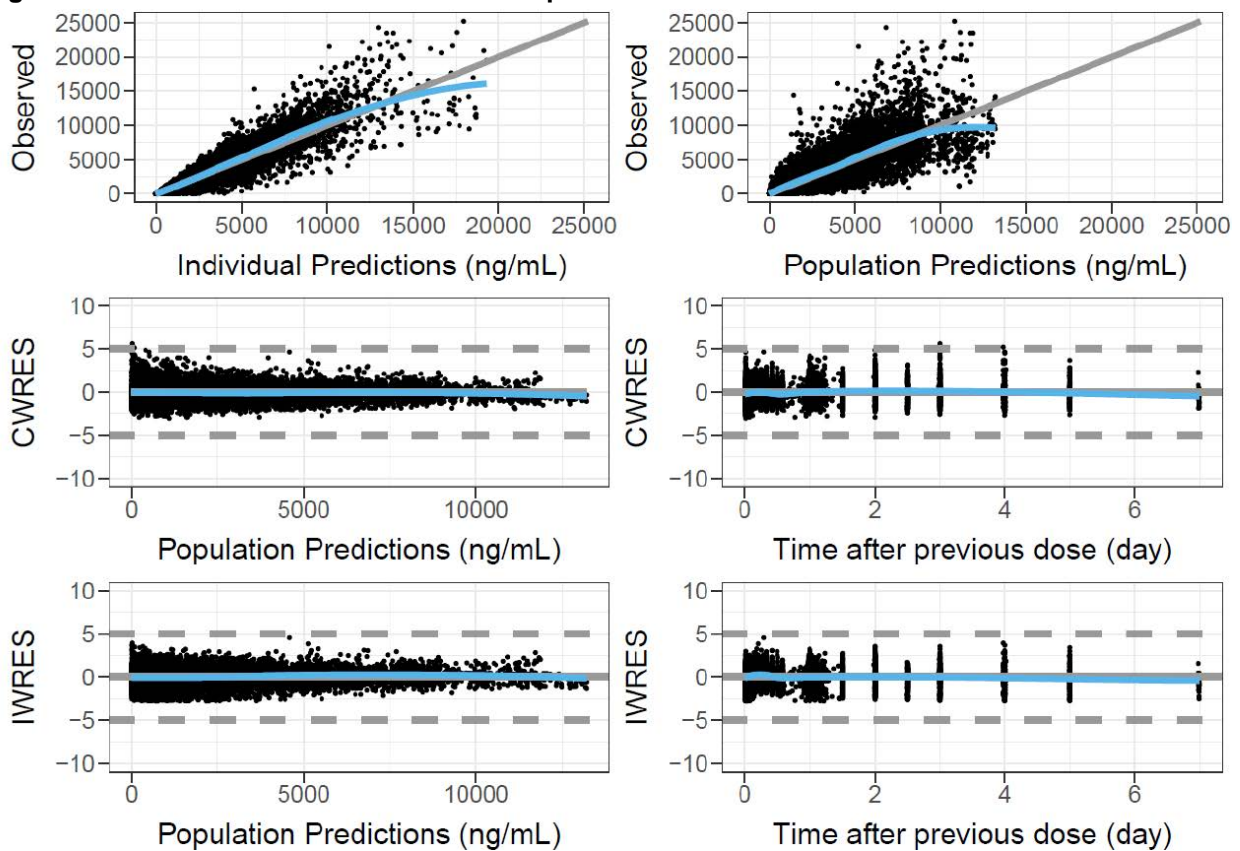 25000
20000
15000
10000
5000
0
Observed
0 5000 10000 15000 20000 25000
Individual Predictions (ng/mL)
25000
20000
15000
10000
5000
0
Observed
0 5000 10000 15000 20000 25000
Population Predictions (ng/mL)
10
5
0
−5
−10
CWRES
0 5000 10000
Population Predictions (ng/mL)
10
5
0
−5
−10
CWRES
0 2 4 6
Time after previous dose (day)
10
5
0
−5
−10
IWRES
0 5000 10000
Population Predictions (ng/mL)
10
5
0
−5
−10
IWRES
0 2 4 6
Time after previous dose (day)